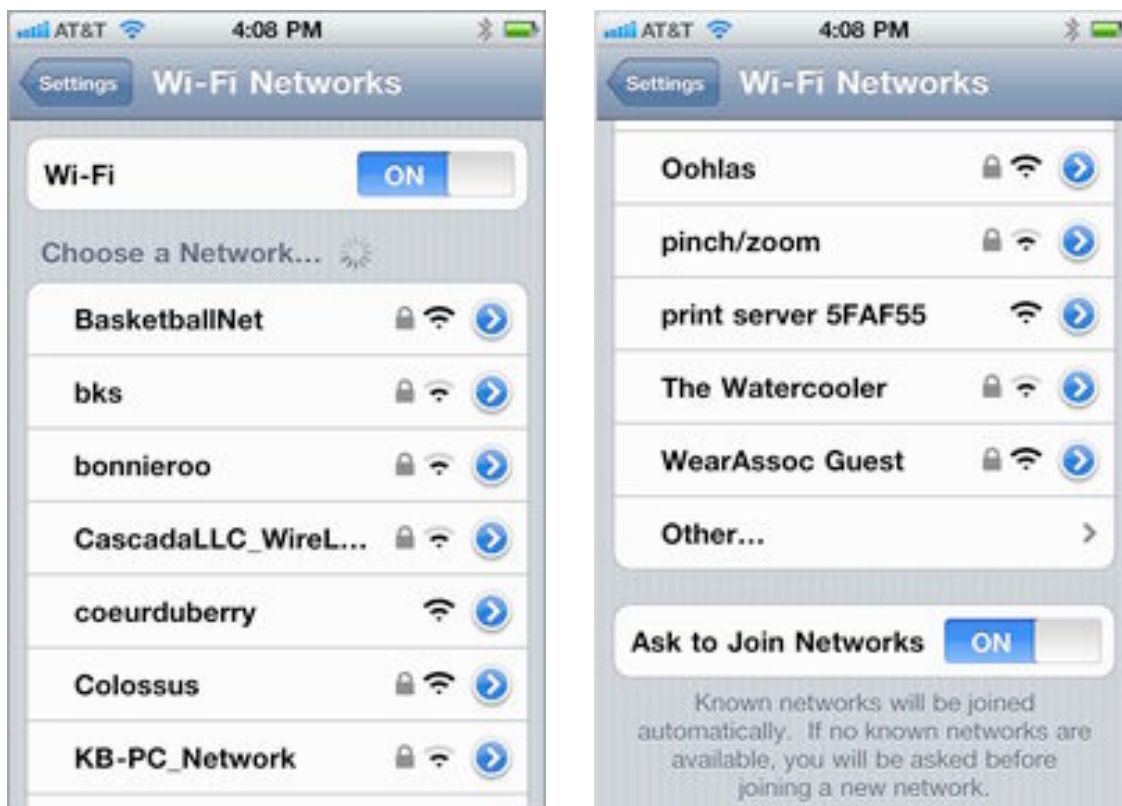 AT&T 4:08 PM
Settings Wi-Fi Networks
Wi-Fi ON
Choose a Network...
BasketballNet
bks
bonnieroo
CascadaLLC_WireL...
coeurduberry
Colossus
KB-PC_Network
AT&T 4:08 PM
Settings Wi-Fi Networks
Oohlas
pinch/zoom
print server 5FAF55
The Watercooler
WearAssoc Guest
Other...
Ask to Join Networks ON
Known networks will be joined
automatically. If no known networks are
available, you will be asked before
joining a new network.